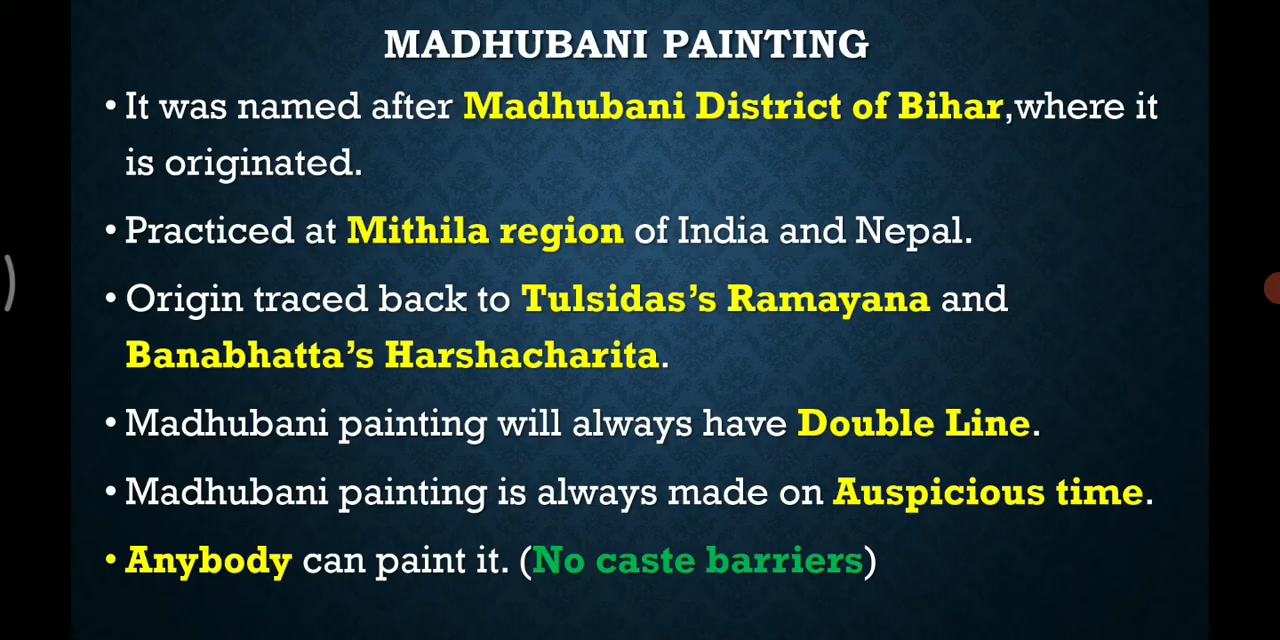 MADHUBANI PAINTING
• It was named after Madhubani District of Bihar,where it
is originated.
• Practiced at Mithila region of India and Nepal.
• Origin traced back to Tulsidas’s Ramayana and
Banabhatta’s Harshacharita.
• Madhubani painting will always have Double Line.
• Madhubani painting is always made on Auspicious time.
• Anybody can paint it. (No caste barriers)